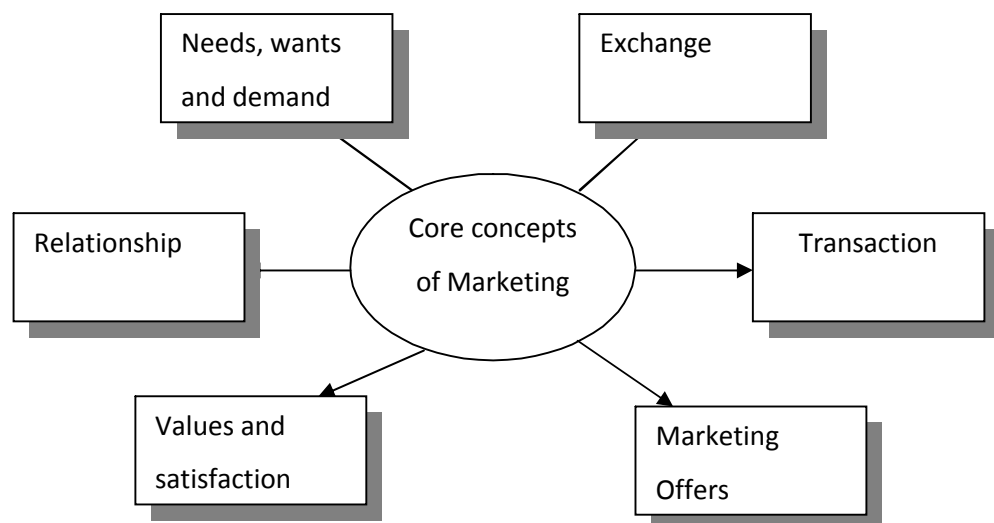 Needs, wants
and demand
Exchange
Relationship
Core concepts
of Marketing
Transaction
Values and
satisfaction
Marketing
Offers